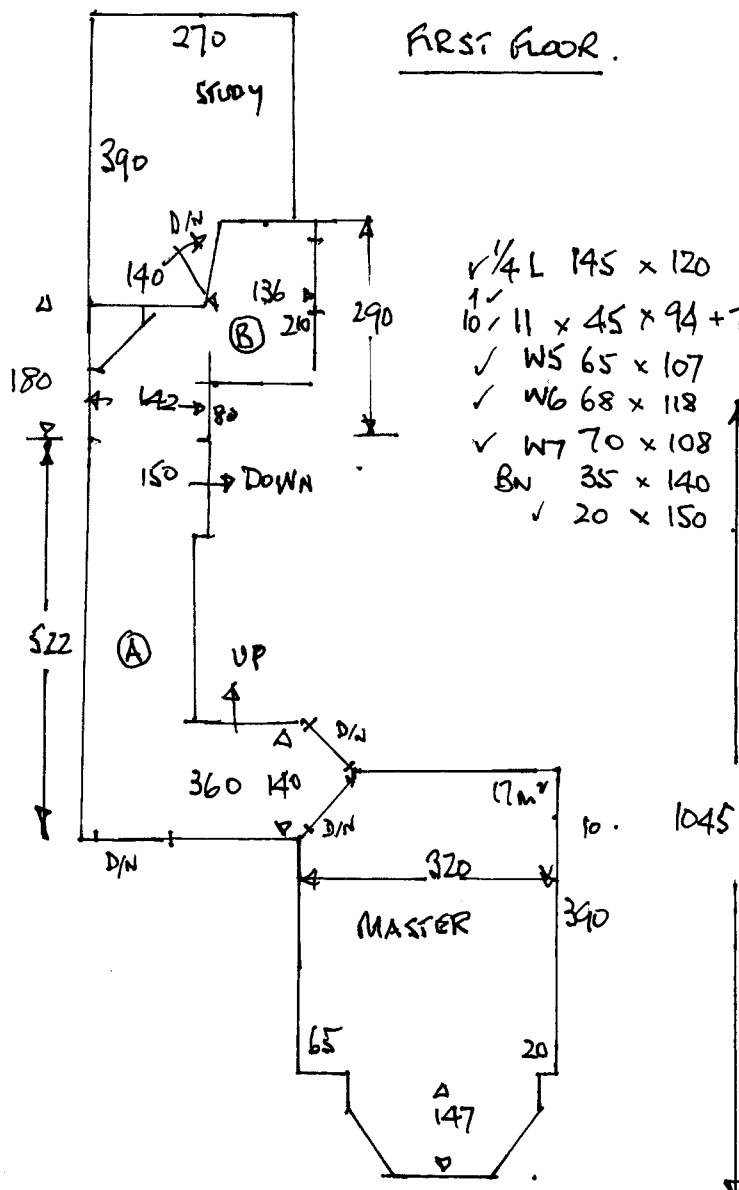 FIRST FLOOR.
270
STUDY
390
D/N
140
136
210
290
B
180
142
80
150 DOWN
522
A
UP
D/N
360 140
D/N
D/N
17m²
10.
1045
320
MASTER
390
65
20
147
✓ 1/4 L 145 × 120
10 ✓ 11 × 45 × 94 +
✓ W5 65 × 107
✓ W6 68 × 118
✓ W7 70 × 108
BN 35 × 140
✓ 20 × 150